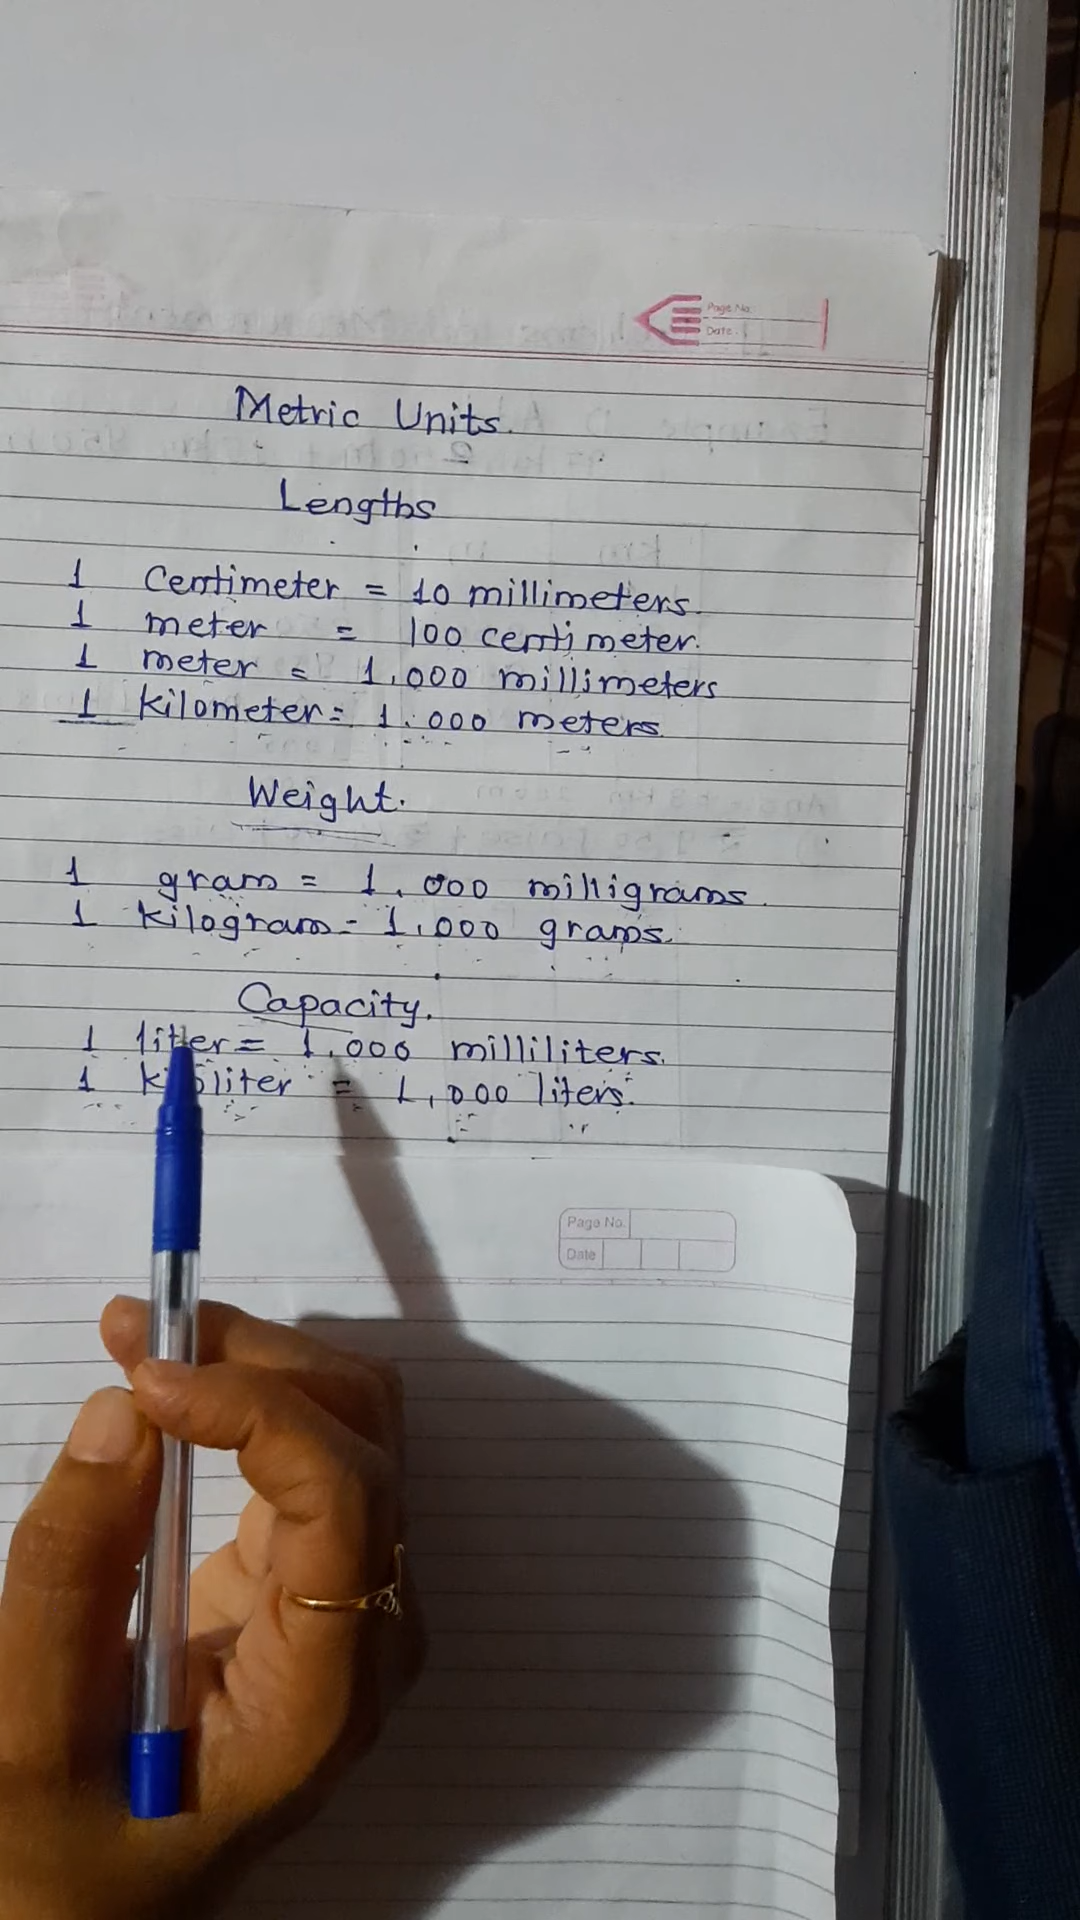 Page No.
Date :
Metric Units.
Lengths
1 Centimeter = 10 millimeters.
1 meter = 100 centimeter.
1 meter = 1,000 millimeters
1 kilometer = 1,000 meters.
Weight.
1 gram = 1,000 milligrams.
1 kilogram = 1,000 grams.
Capacity.
1 liter = 1,000 milliliters.
1 kiloliter = 1,000 liters.
Page No.
Date